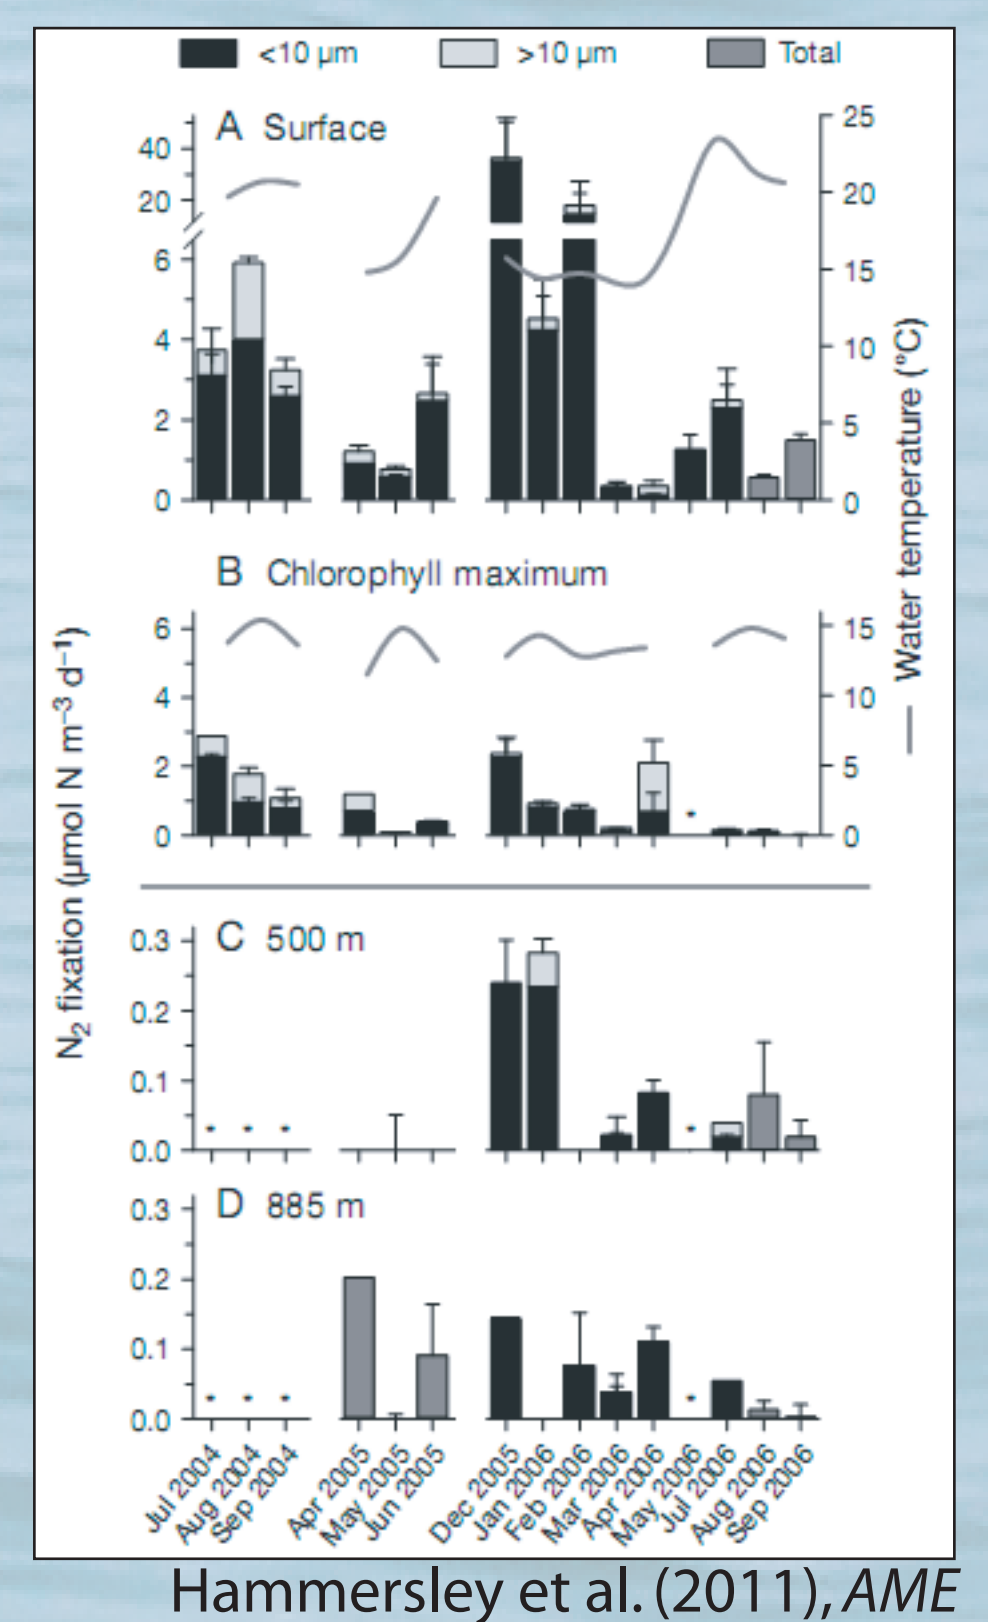 <10 µm >10 µm Total
A Surface
40
20
6
4
2
0
25
20
15
10
5
0
B Chlorophyll maximum
6
4
2
0
15
10
5
0
N₂ fixation (µmol N m⁻³ d⁻¹)
Water temperature (°C)
C 500 m
0.3
0.2
0.1
0.0
* * * *
D 885 m
0.3
0.2
0.1
0.0
* * * *
Jul 2004
Aug 2004
Sep 2004
Apr 2005
May 2005
Jun 2005
Dec 2005
Jan 2006
Feb 2006
Mar 2006
Apr 2006
May 2006
Jul 2006
Aug 2006
Sep 2006
Hammersley et al. (2011), AME